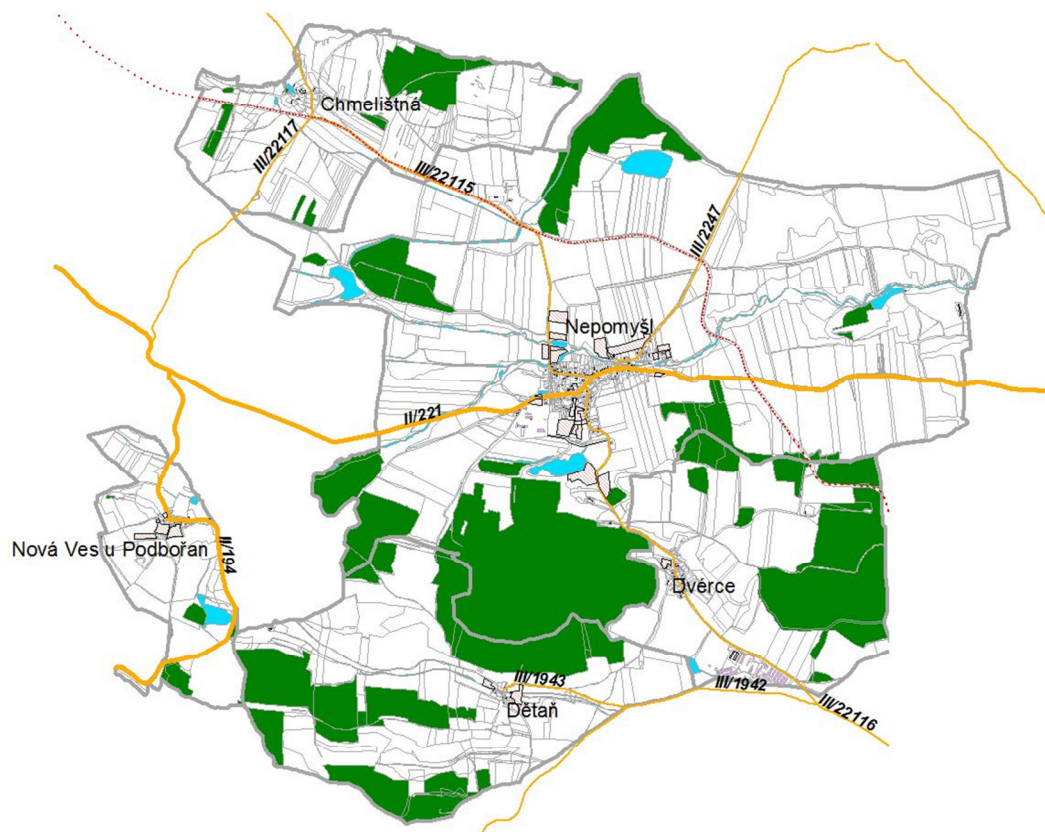 Chmelištná
III/22117
III/22115
III/2247
Nepomyšl
II/221
Nová Ves u Podbořan
II/194
Dvérce
III/1943
III/1942
Dětaň
III/22116